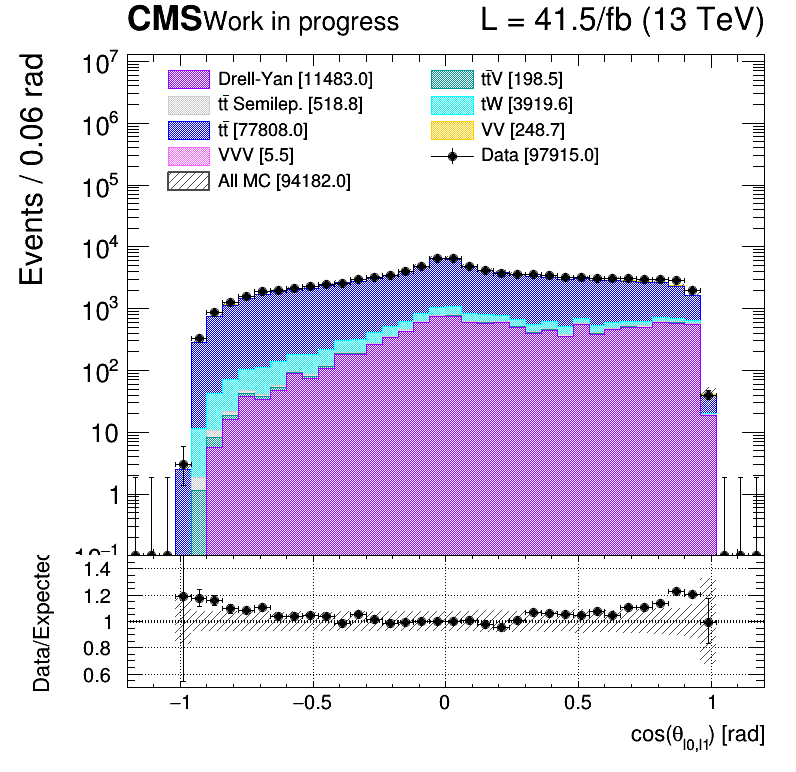 CMS Work in progress L = 41.5/fb (13 TeV)
Events / 0.06 rad
10⁷
10⁶
10⁵
10⁴
10³
10²
10
1
10⁻¹
Drell-Yan [11483.0]
tt̄ Semilep. [518.8]
tt̄ [77808.0]
VVV [5.5]
All MC [94182.0]
tt̄V [198.5]
tW [3919.6]
VV [248.7]
Data [97915.0]
Data/Expected
1.4
1.2
1
0.8
0.6
−1 −0.5 0 0.5 1
cos(θ_l0,l1) [rad]